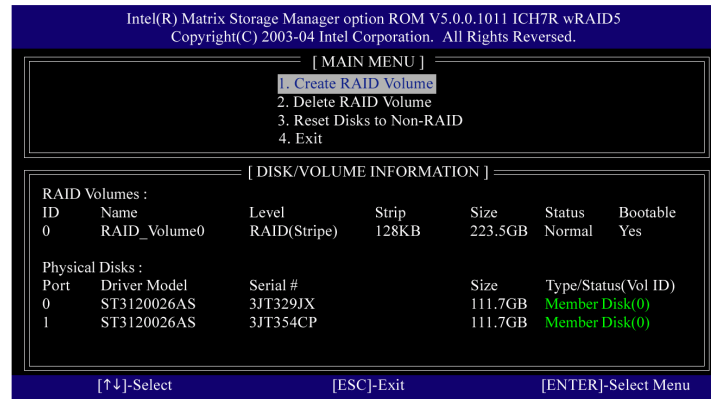 Intel(R) Matrix Storage Manager option ROM V5.0.0.1011 ICH7R wRAID5
Copyright(C) 2003-04 Intel Corporation. All Rights Reversed.
[ MAIN MENU ]
1. Create RAID Volume
2. Delete RAID Volume
3. Reset Disks to Non-RAID
4. Exit
[ DISK/VOLUME INFORMATION ]
RAID Volumes :
ID Name Level Strip Size Status Bootable
0 RAID_Volume0 RAID(Stripe) 128KB 223.5GB Normal Yes
Physical Disks :
Port Driver Model Serial # Size Type/Status(Vol ID)
0 ST3120026AS 3JT329JX 111.7GB Member Disk(0)
1 ST3120026AS 3JT354CP 111.7GB Member Disk(0)
[↑↓]-Select [ESC]-Exit [ENTER]-Select Menu